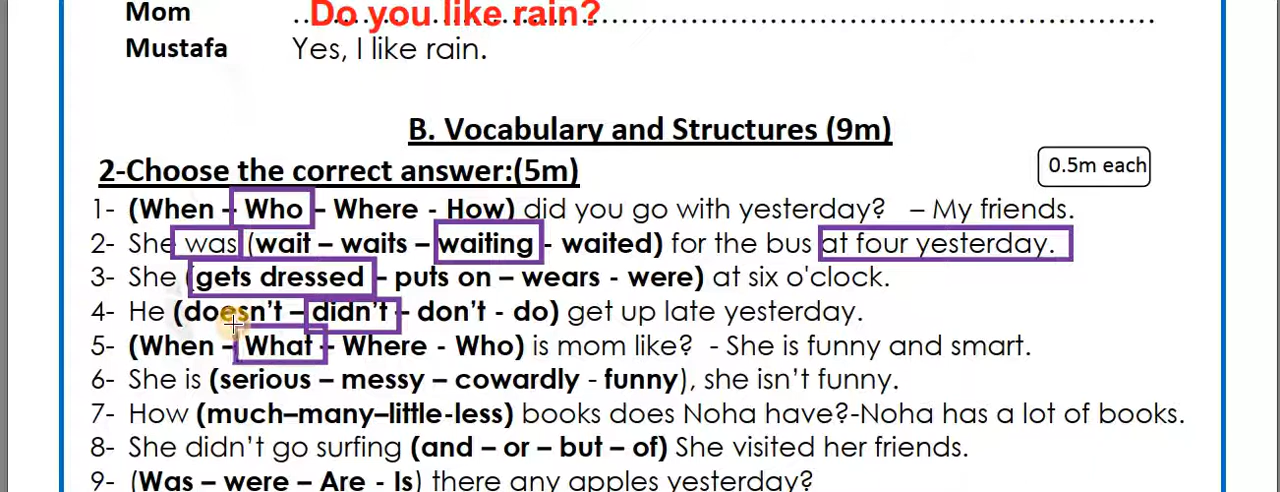 Mom ..Do you like rain?............................................................
Mustafa Yes, I like rain.
B. Vocabulary and Structures (9m)
2-Choose the correct answer:(5m)
0.5m each
1- (When – Who – Where - How) did you go with yesterday? – My friends.
2- She was (wait – waits – waiting - waited) for the bus at four yesterday.
3- She (gets dressed – puts on – wears - were) at six o'clock.
4- He (doesn't – didn't – don't - do) get up late yesterday.
5- (When – What – Where - Who) is mom like? - She is funny and smart.
6- She is (serious – messy – cowardly - funny), she isn't funny.
7- How (much–many–little-less) books does Noha have?-Noha has a lot of books.
8- She didn't go surfing (and – or – but – of) She visited her friends.
9- (Was – were – Are - Is) there any apples yesterday?